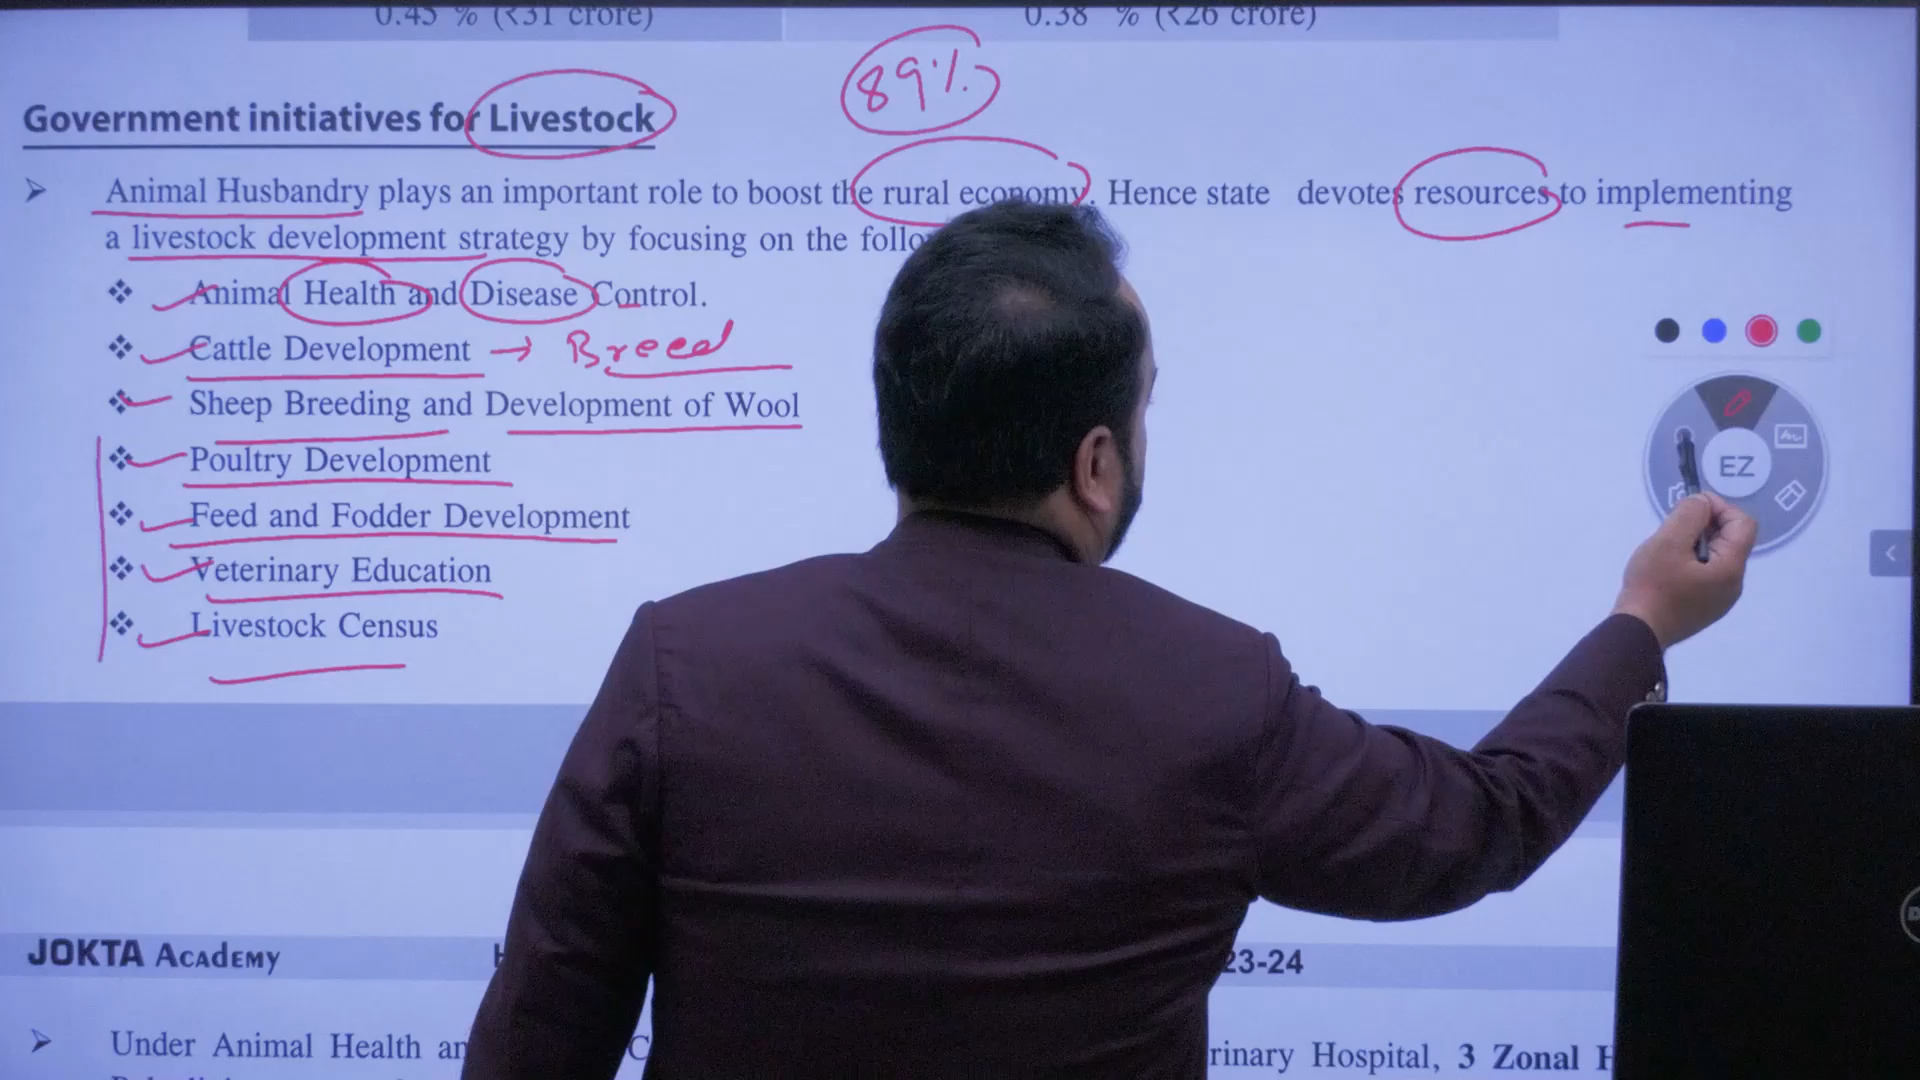 0.45 % (₹31 crore) 0.38 % (₹26 crore)
89%
Government initiatives for Livestock
Animal Husbandry plays an important role to boost the rural economy. Hence state devotes resources to implementing
a livestock development strategy by focusing on the follo
Animal Health and Disease Control.
Cattle Development → Breed
Sheep Breeding and Development of Wool
Poultry Development
Feed and Fodder Development
EZ
Veterinary Education
Livestock Census
JOKTA ACADEMY 23-24
Under Animal Health an rinary Hospital, 3 Zonal H